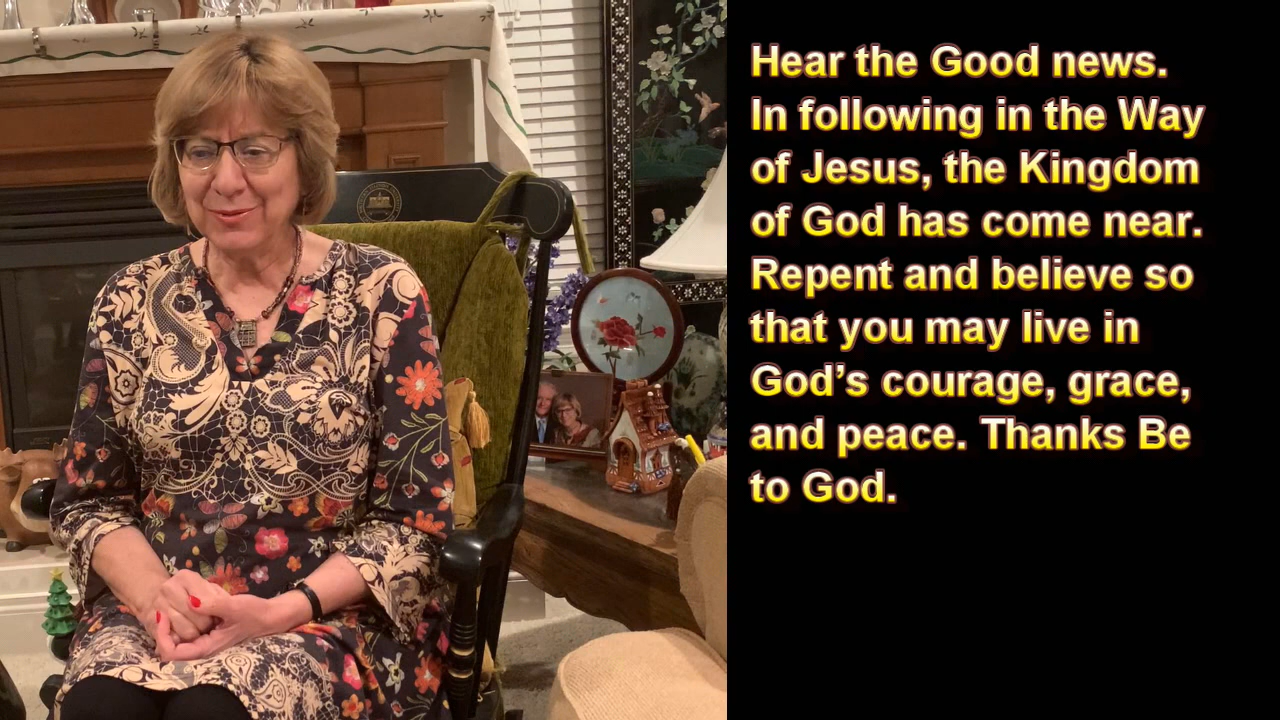 Hear the Good news.
In following in the Way
of Jesus, the Kingdom
of God has come near.
Repent and believe so
that you may live in
God’s courage, grace,
and peace. Thanks Be
to God.